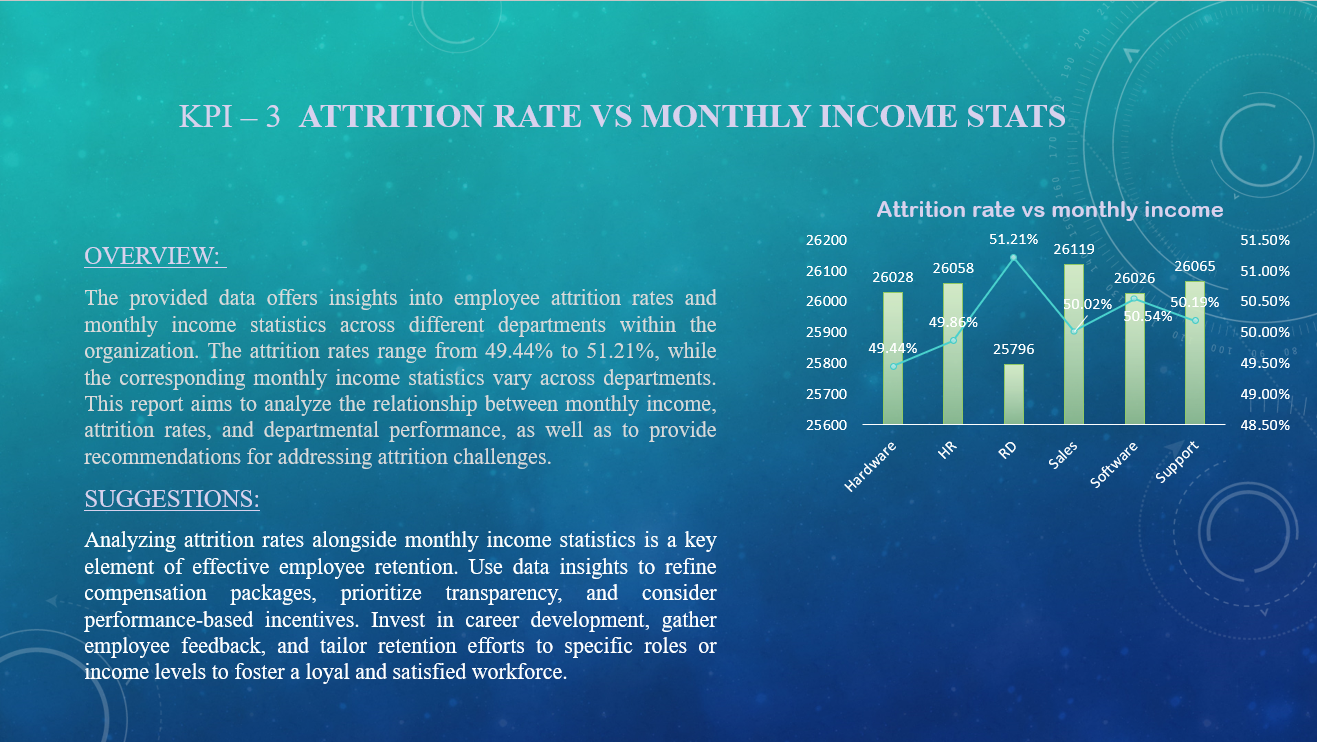 KPI – 3 ATTRITION RATE VS MONTHLY INCOME STATS
OVERVIEW:
The provided data offers insights into employee attrition rates and
monthly income statistics across different departments within the
organization. The attrition rates range from 49.44% to 51.21%, while
the corresponding monthly income statistics vary across departments.
This report aims to analyze the relationship between monthly income,
attrition rates, and departmental performance, as well as to provide
recommendations for addressing attrition challenges.
SUGGESTIONS:
Analyzing attrition rates alongside monthly income statistics is a key
element of effective employee retention. Use data insights to refine
compensation packages, prioritize transparency, and consider
performance-based incentives. Invest in career development, gather
employee feedback, and tailor retention efforts to specific roles or
income levels to foster a loyal and satisfied workforce.
Attrition rate vs monthly income
26200
26100
26000
25900
25800
25700
25600
26028
26058
25796
26119
26026
26065
49.44%
49.86%
51.21%
50.02%
50.54%
50.19%
51.50%
51.00%
50.50%
50.00%
49.50%
49.00%
48.50%
Hardware
HR
RD
Sales
Software
Support
200
190
170
160